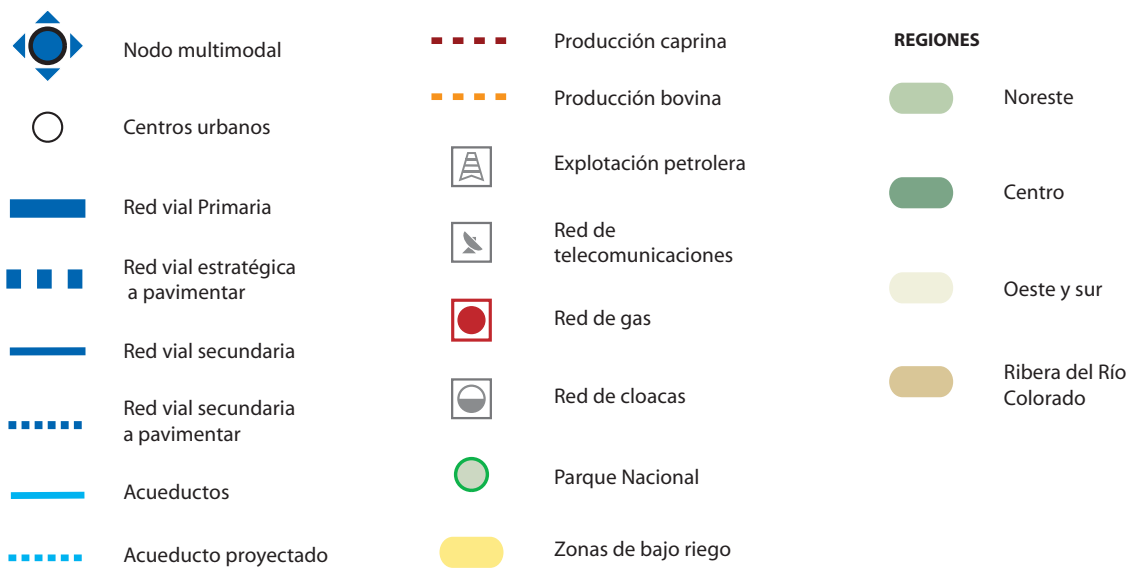 Nodo multimodal
Centros urbanos
Red vial Primaria
Red vial estratégica
a pavimentar
Red vial secundaria
Red vial secundaria
a pavimentar
Acueductos
Acueducto proyectado
Producción caprina
Producción bovina
Explotación petrolera
Red de
telecomunicaciones
Red de gas
Red de cloacas
Parque Nacional
Zonas de bajo riego
REGIONES
Noreste
Centro
Oeste y sur
Ribera del Río
Colorado